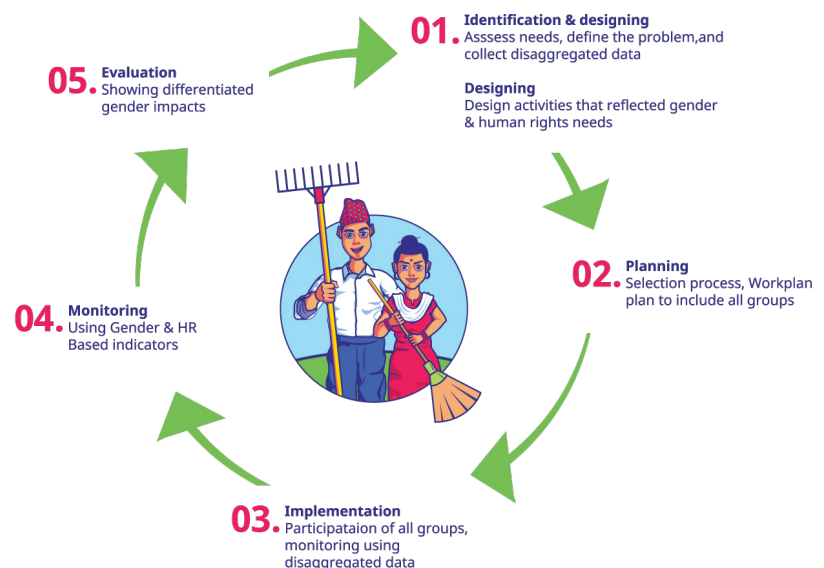 01. Identification & designing
Asssess needs, define the problem,and
collect disaggregated data
Designing
Design activities that reflected gender
& human rights needs
02. Planning
Selection process, Workplan
plan to include all groups
03. Implementation
Participataion of all groups,
monitoring using
disaggregated data
04. Monitoring
Using Gender & HR
Based indicators
05. Evaluation
Showing differentiated
gender impacts